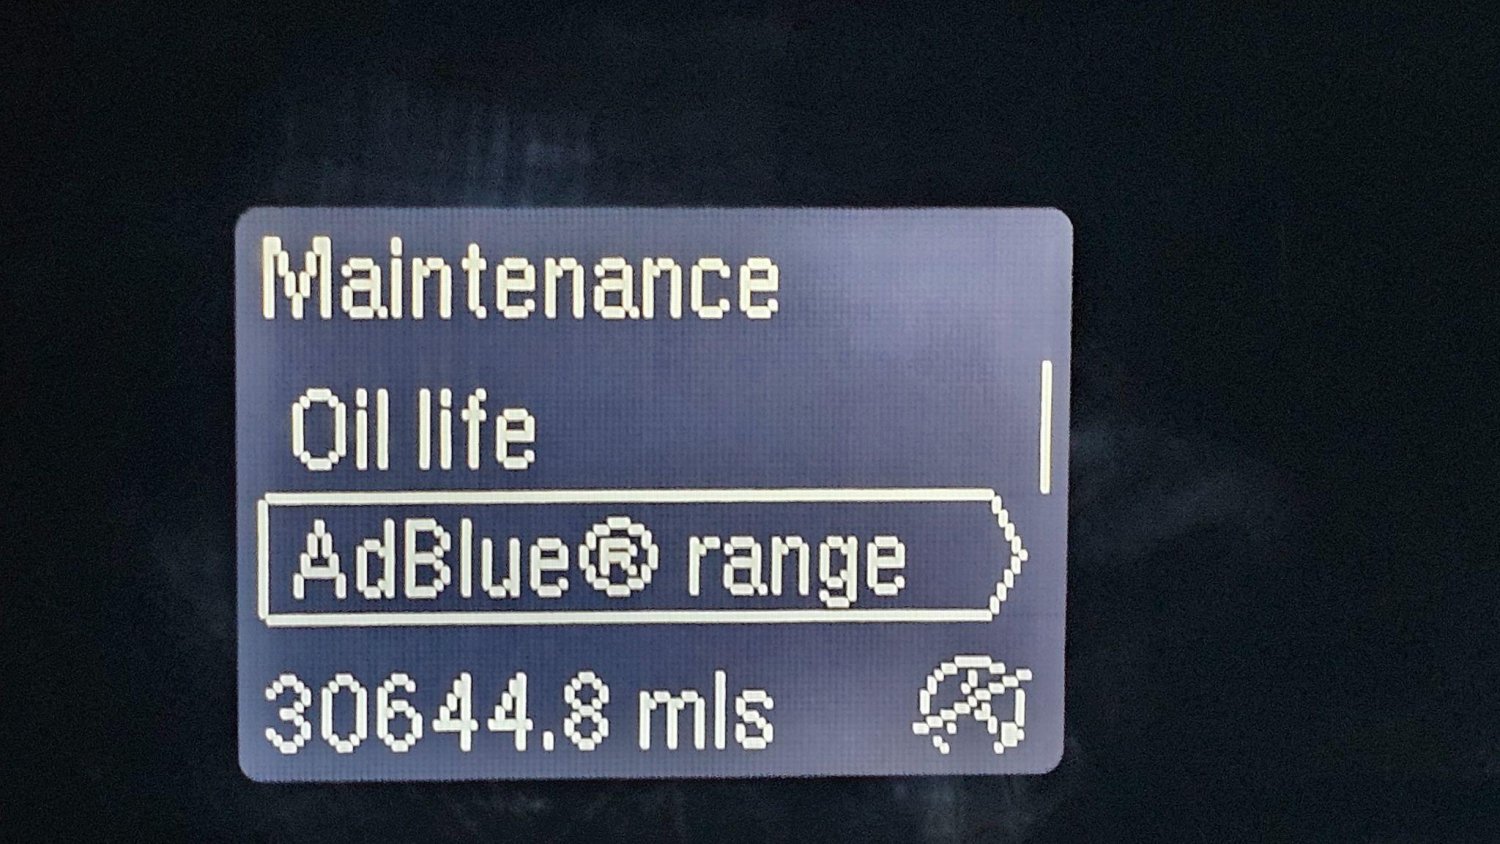 Maintenance
Oil life
AdBlue® range
30644.8 mls